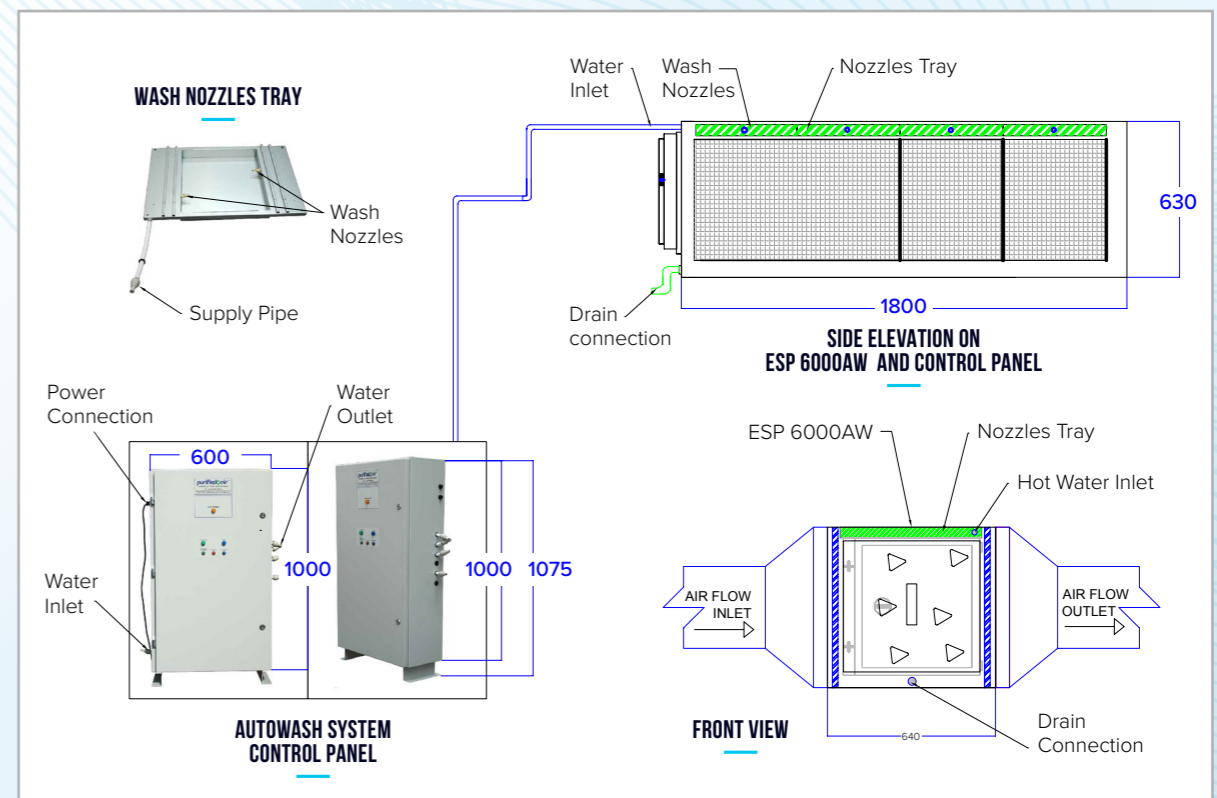 WASH NOZZLES TRAY
Wash
Nozzles
Supply Pipe
Water
Inlet
Wash
Nozzles
Nozzles Tray
630
1800
Drain
connection
SIDE ELEVATION ON
ESP 6000AW AND CONTROL PANEL
Power
Connection
Water
Outlet
600
purifiedair
1000
1000
1075
Water
Inlet
AUTOWASH SYSTEM
CONTROL PANEL
ESP 6000AW
Nozzles Tray
Hot Water Inlet
AIR FLOW
INLET
AIR FLOW
OUTLET
640
FRONT VIEW
Drain
Connection